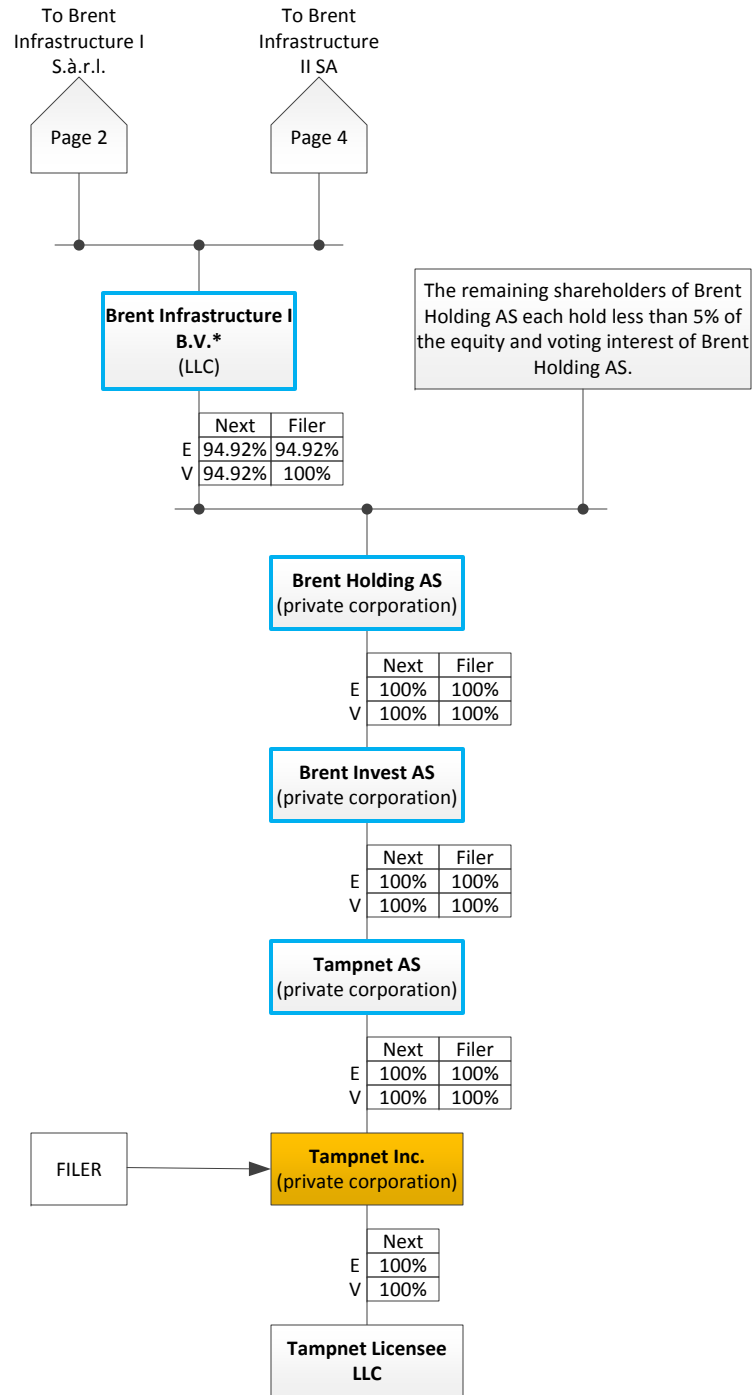 To Brent
Infrastructure I
S.à.r.l.
To Brent
Infrastructure
II SA
Page 2
Page 4
Brent Infrastructure I
B.V.*
(LLC)
The remaining shareholders of Brent
Holding AS each hold less than 5% of
the equity and voting interest of Brent
Holding AS.
Next Filer
E 94.92% 94.92%
V 94.92% 100%
Brent Holding AS
(private corporation)
Next Filer
E 100% 100%
V 100% 100%
Brent Invest AS
(private corporation)
Next Filer
E 100% 100%
V 100% 100%
Tampnet AS
(private corporation)
Next Filer
E 100% 100%
V 100% 100%
FILER
Tampnet Inc.
(private corporation)
Next
E 100%
V 100%
Tampnet Licensee
LLC